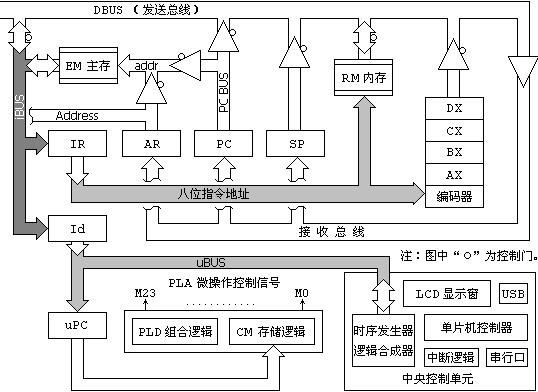 DBUS（发送总线）
EM 主存
addr
RM 内存
iBUS
PC BUS
Address
DX
CX
BX
AX
编码器
IR
AR
PC
SP
八位指令地址
Id
接收总线
注：图中“○”为控制门。
uBUS
PLA 微操作控制信号
M23
............
M0
LCD 显示窗
USB
uPC
PLD 组合逻辑
CM 存储逻辑
时序发生器
逻辑合成器
单片机控制器
中断逻辑
串行口
中央控制单元